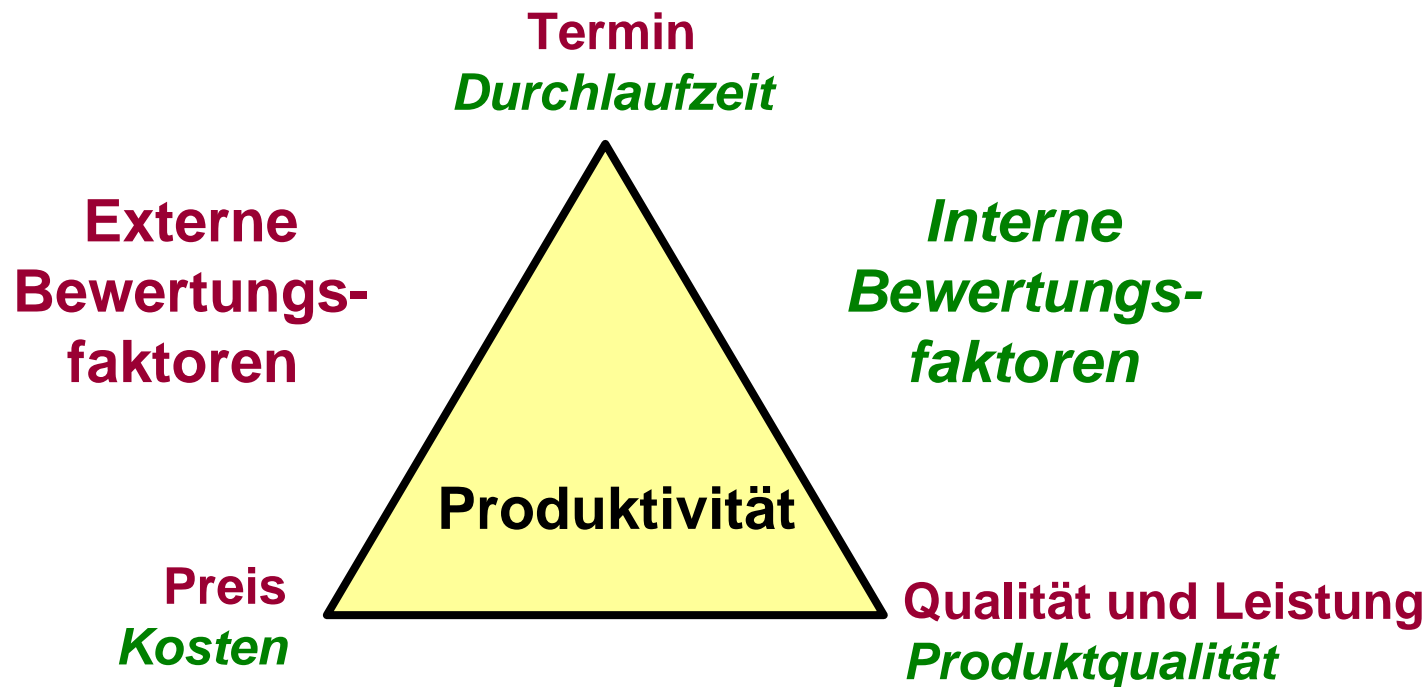 Termin
Durchlaufzeit
Externe
Bewertungs-
faktoren
Interne
Bewertungs-
faktoren
Produktivität
Preis
Kosten
Qualität und Leistung
Produktqualität